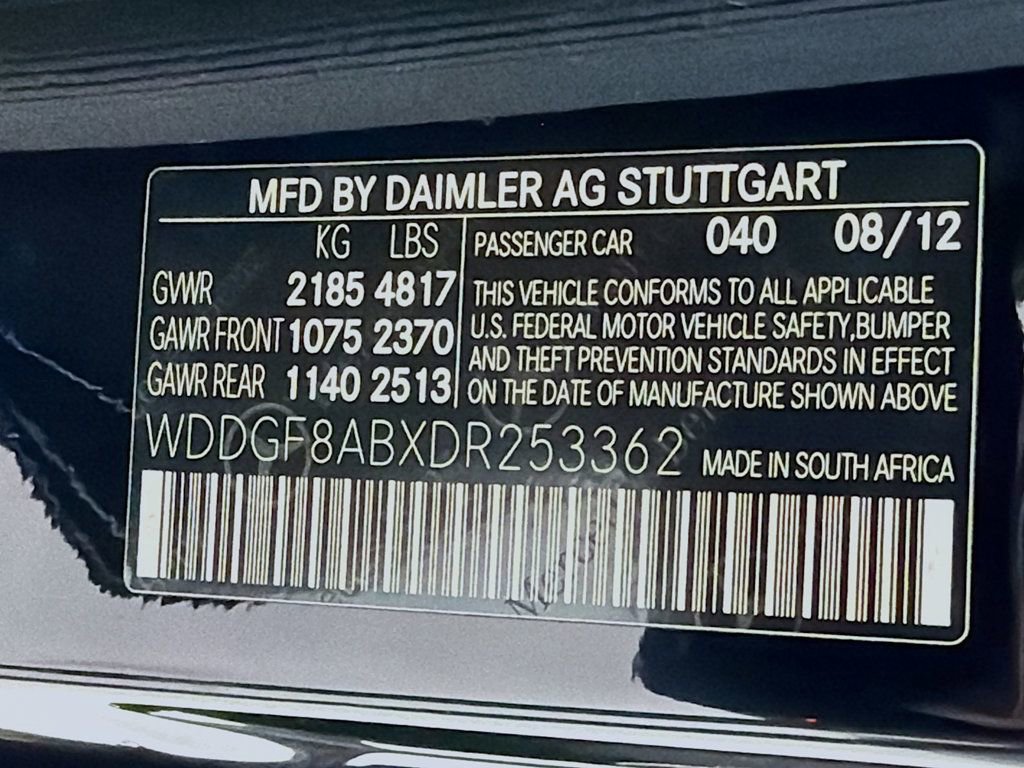 MFD BY DAIMLER AG STUTTGART
KG LBS
GVWR 2185 4817
GAWR FRONT 1075 2370
GAWR REAR 1140 2513
PASSENGER CAR 040 08/12
THIS VEHICLE CONFORMS TO ALL APPLICABLE
U.S. FEDERAL MOTOR VEHICLE SAFETY, BUMPER
AND THEFT PREVENTION STANDARDS IN EFFECT
ON THE DATE OF MANUFACTURE SHOWN ABOVE
WDDGF8ABXDR253362
MADE IN SOUTH AFRICA